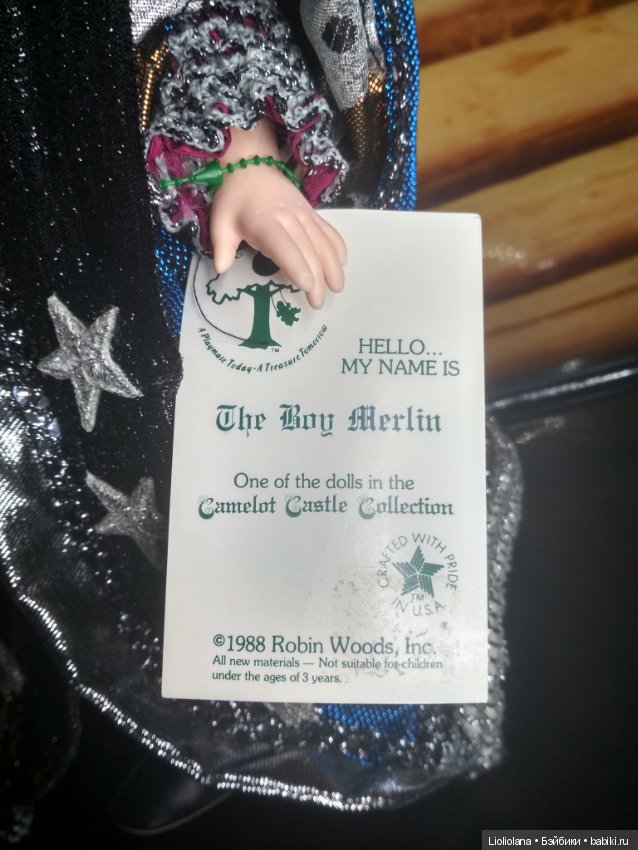 A Playmate Today · A Treasure Tomorrow
TM
HELLO...
MY NAME IS
The Boy Merlin
One of the dolls in the
Camelot Castle Collection
CRAFTED WITH PRIDE
TM
IN U.S.A.
©1988 Robin Woods, Inc.
All new materials — Not suitable for children
under the ages of 3 years.
Lioliolana • Бэйбики • babiki.ru